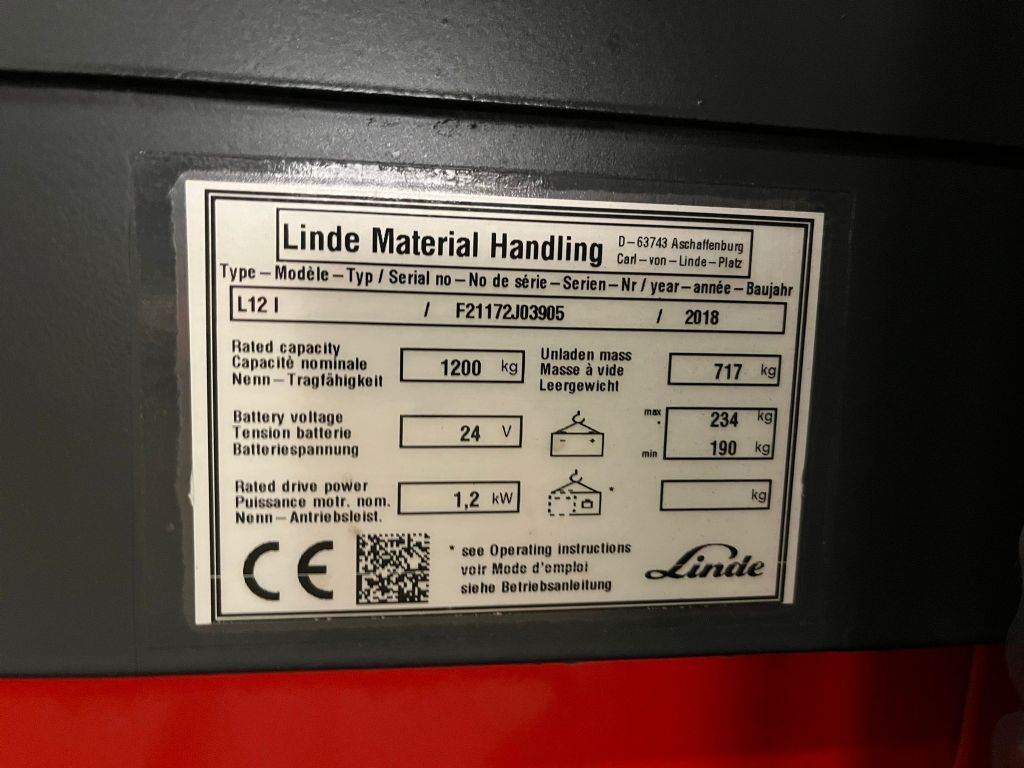 Linde Material Handling
D-63743 Aschaffenburg
Carl-von-Linde-Platz
Type-Modèle-Typ / Serial no-No de série-Serien-Nr / year-année-Baujahr
L12 I / F21172J03905 / 2018
Rated capacity
Capacitè nominale
Nenn-Tragfähigkeit
1200 kg
Unladen mass
Masse à vide
Leergewicht
717 kg
Battery voltage
Tension batterie
Batteriespannung
24 V
- +
max
*
234 kg
min
190 kg
Rated drive power
Puissance motr. nom.
Nenn-Antriebsleist.
1,2 kW
*
kg
CE
* see Operating instructions
voir Mode d'emploi
siehe Betriebsanleitung
Linde